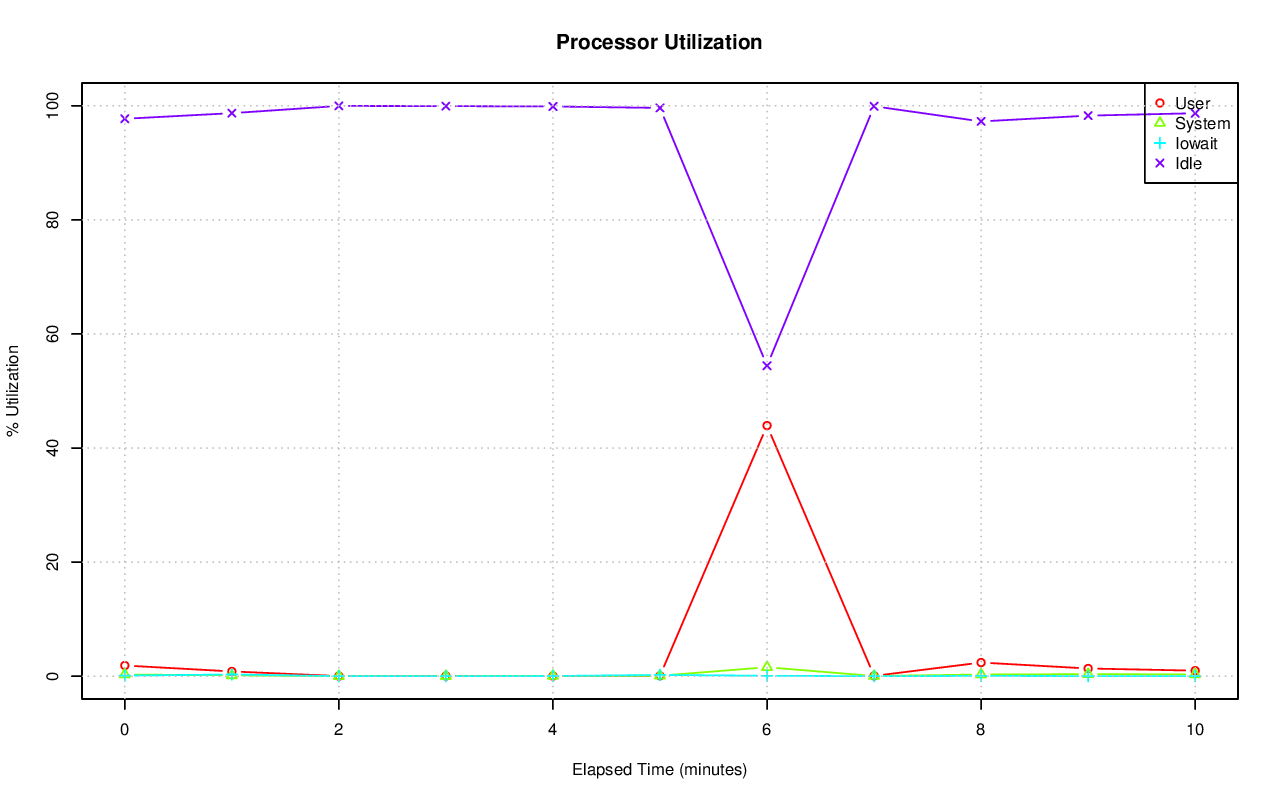 Processor Utilization
100
80
60
40
20
0
% Utilization
User
System
Iowait
Idle
0 2 4 6 8 10
Elapsed Time (minutes)